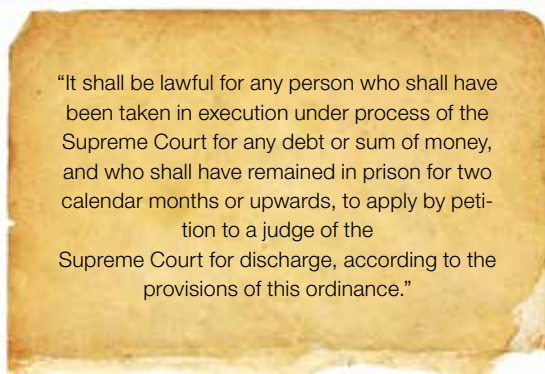 “It shall be lawful for any person who shall have
been taken in execution under process of the
Supreme Court for any debt or sum of money,
and who shall have remained in prison for two
calendar months or upwards, to apply by peti-
tion to a judge of the
Supreme Court for discharge, according to the
provisions of this ordinance.”